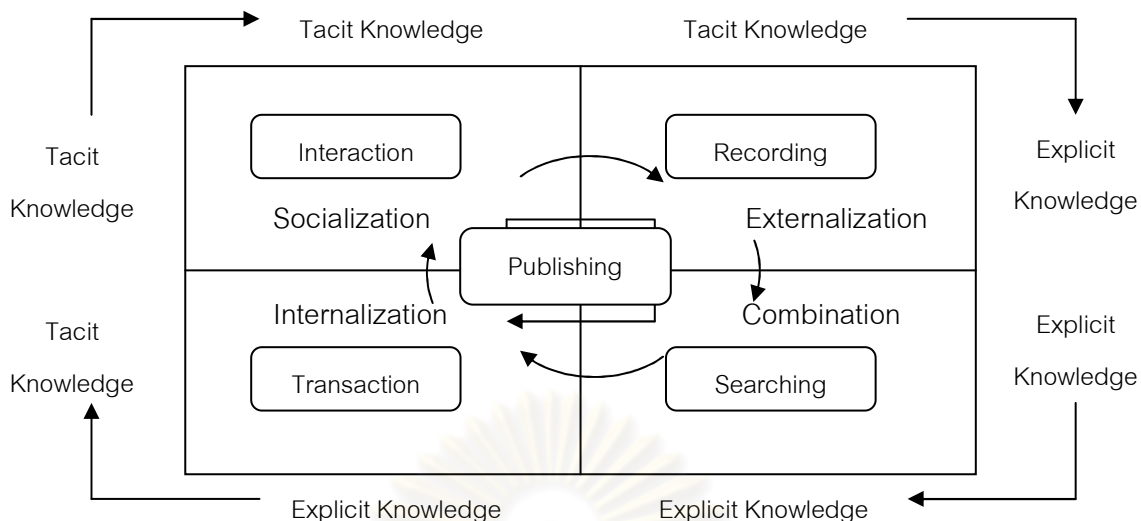 Tacit Knowledge
Tacit Knowledge
Interaction
Recording
Tacit
Knowledge
Explicit
Knowledge
Socialization
Externalization
Publishing
Internalization
Combination
Tacit
Knowledge
Explicit
Knowledge
Transaction
Searching
Explicit Knowledge
Explicit Knowledge